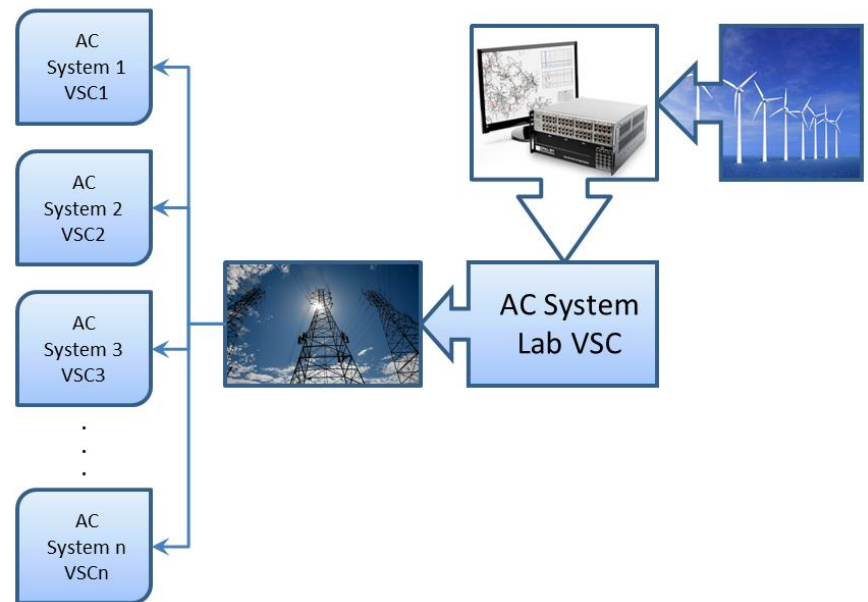 AC
System 1
VSC1
AC
System 2
VSC2
AC
System 3
VSC3
.
.
.
AC
System n
VSCn
AC System
Lab VSC